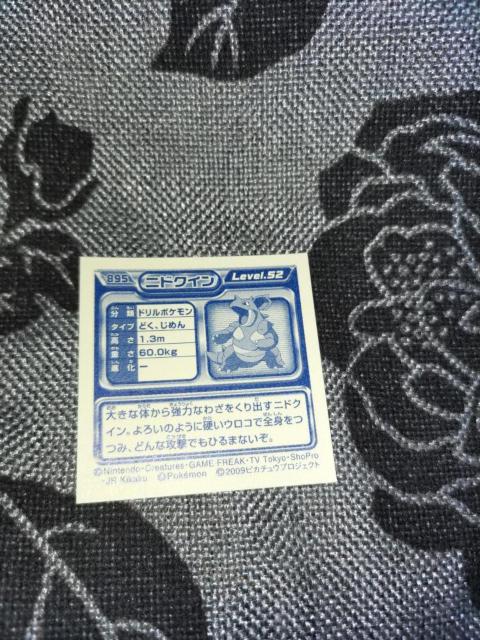 895 ニドクイン Level.52
分類 ドリルポケモン
タイプ どく、じめん
高さ 1.3m
重さ 60.0kg
進化 ー
大きな体から強力なわざをくり出すニドク
イン。よろいのように硬いウロコで全身をつ
つみ、どんな攻撃でもひるまないぞ。
©Nintendo・Creatures・GAME FREAK・TV Tokyo・ShoPro
・JR Kikaku ©Pokémon ©2009ピカチュウプロジェクト